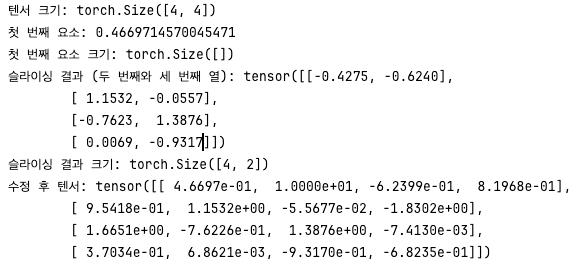 텐서 크기: torch.Size([4, 4])
첫 번째 요소: 0.4669714570045471
첫 번째 요소 크기: torch.Size([])
슬라이싱 결과 (두 번째와 세 번째 열): tensor([[-0.4275, -0.6240],
[ 1.1532, -0.0557],
[-0.7623,  1.3876],
[ 0.0069, -0.9317]])
슬라이싱 결과 크기: torch.Size([4, 2])
수정 후 텐서: tensor([[ 4.6697e-01,  1.0000e+01, -6.2399e-01,  8.1968e-01],
[ 9.5418e-01,  1.1532e+00, -5.5677e-02, -1.8302e+00],
[ 1.6651e+00, -7.6226e-01,  1.3876e+00, -7.4130e-03],
[ 3.7034e-01,  6.8621e-03, -9.3170e-01, -6.8235e-01]])